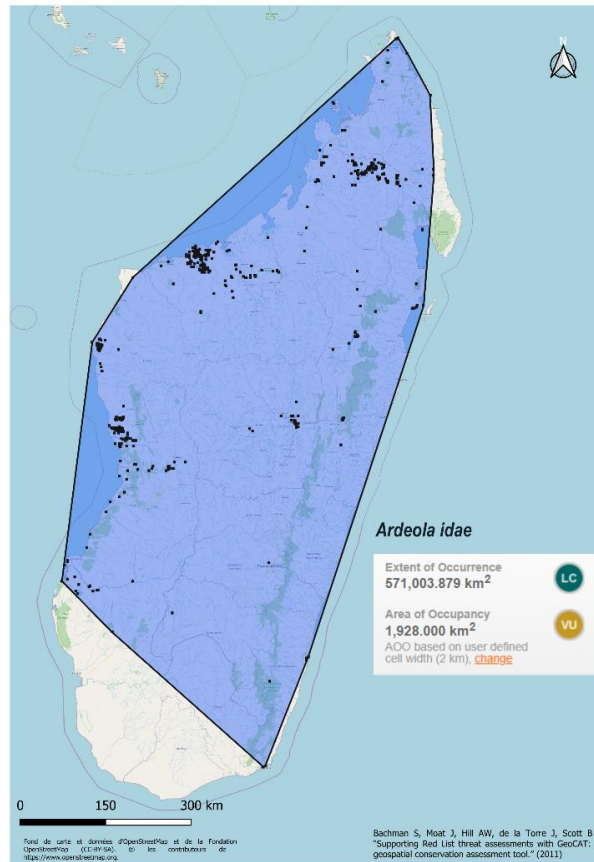 N
Ardeola idae
Extent of Occurrence
571,003.879 km²
LC
Area of Occupancy
1,928.000 km²
VU
AOO based on user defined
cell width (2 km), change
0 150 300 km
Fond de carte et données d'OpenStreetMap et de la Fondation
OpenStreetMap (CC-BY-SA). © les contributeurs de
https://www.openstreetmap.org.
Bachman S, Moat J, Hill AW, de la Torre J, Scott B
"Supporting Red List threat assessments with GeoCAT:
geospatial conservation assessment tool." (2011)